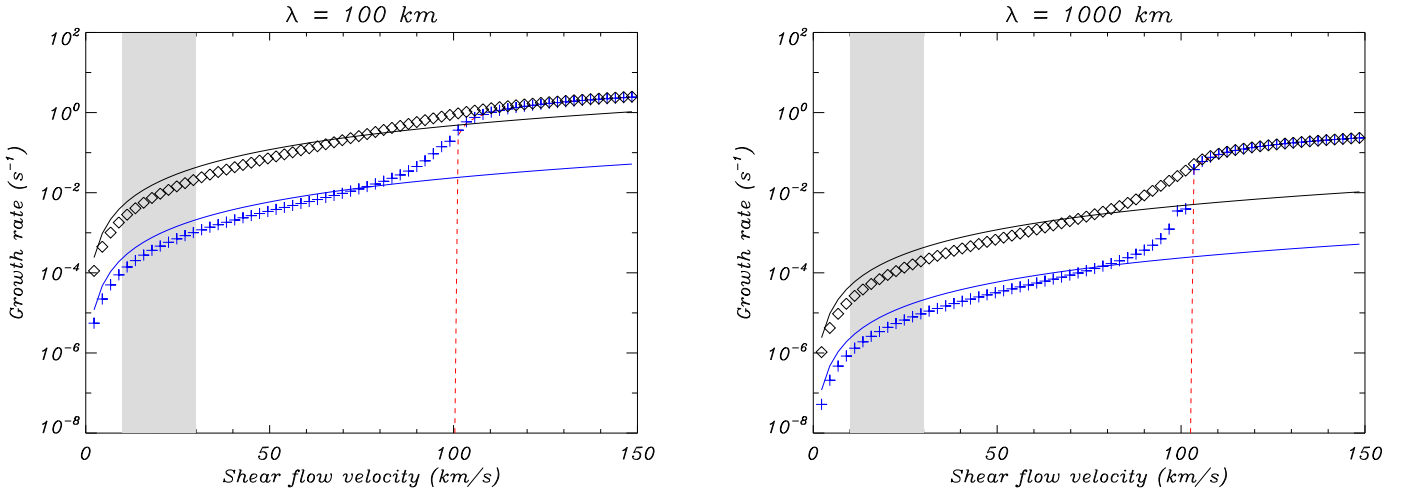 λ = 100 km
10²
10⁰
10⁻²
10⁻⁴
10⁻⁶
10⁻⁸
Growth rate (s⁻¹)
0 50 100 150
Shear flow velocity (km/s)
λ = 1000 km
10²
10⁰
10⁻²
10⁻⁴
10⁻⁶
10⁻⁸
Growth rate (s⁻¹)
0 50 100 150
Shear flow velocity (km/s)